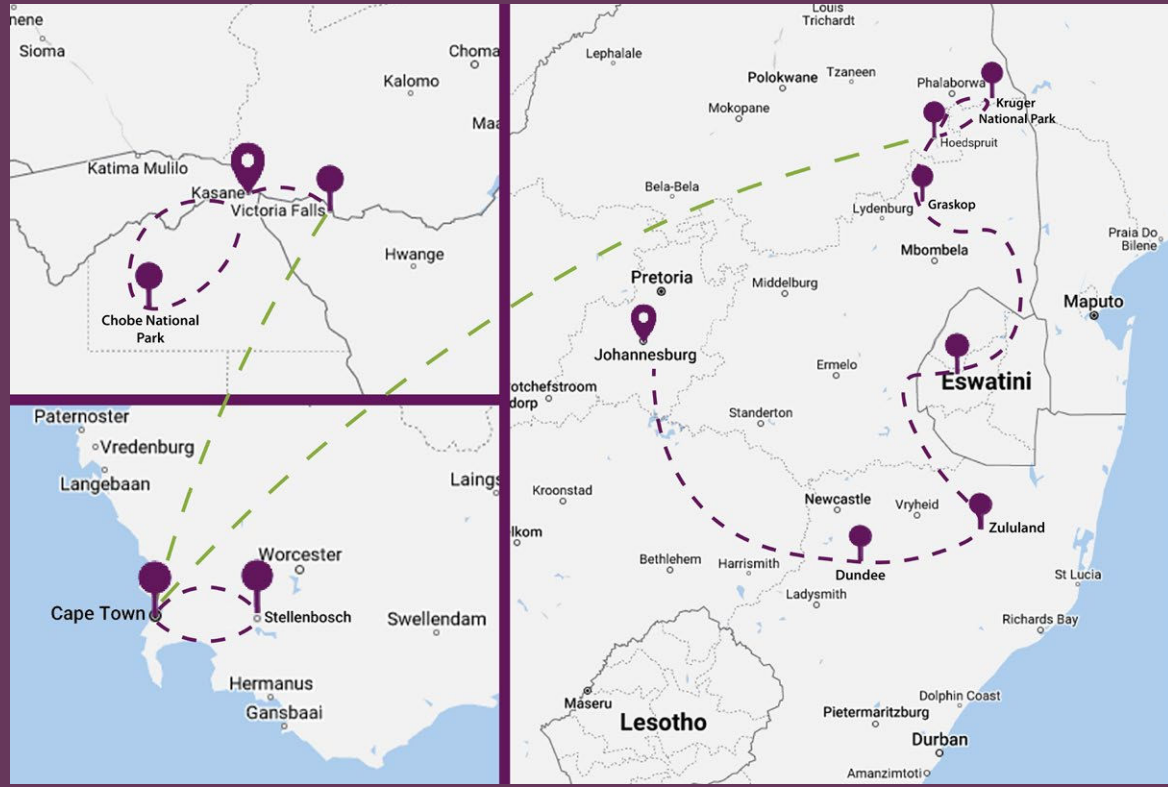 nene
Sioma
Choma
Kalomo
Maa
Katima Mulilo
Kasane
Victoria Falls
Hwange
Chobe National
Park
Paternoster
Vredenburg
Langebaan
Laings
Worcester
Cape Town
Stellenbosch
Swellendam
Hermanus
Gansbaai
Louis
Trichardt
Lephalale
Polokwane
Tzaneen
Phalaborwa
Mokopane
Kruger
National Park
Hoedspruit
Bela-Bela
Lydenburg
Graskop
Praia Do
Bilene
Mbombela
Pretoria
Middelburg
Maputo
Johannesburg
Ermelo
Eswatini
otchefstroom
dorp
Standerton
Kroonstad
Newcastle
Vryheid
Zululand
lkom
Bethlehem
Harrismith
Dundee
St Lucia
Ladysmith
Richards Bay
Maseru
Lesotho
Dolphin Coast
Pietermaritzburg
Durban
Amanzimtoti